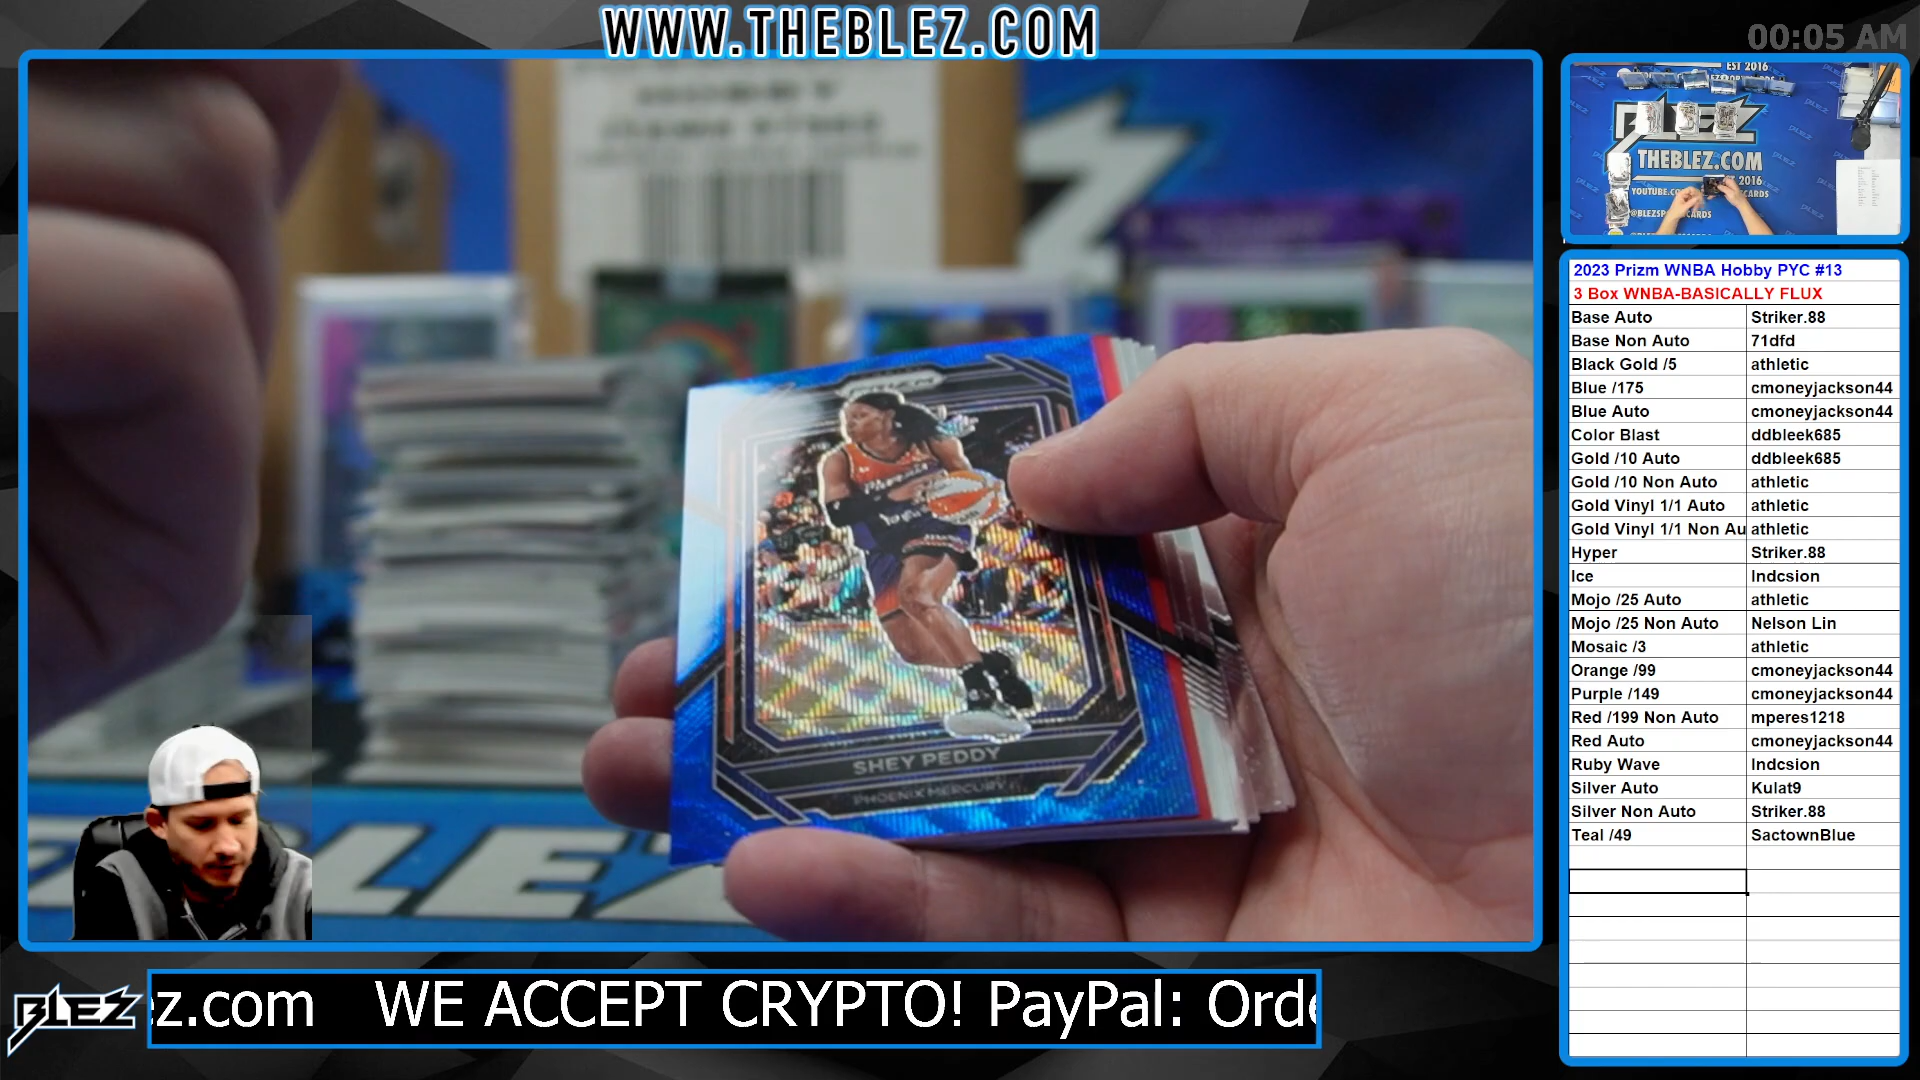 WWW.THEBLEZ.COM
00:05 AM
EST 2016
BLEZ
THEBLEZ.COM
2016
2023 Prizm WNBA Hobby PYC #13
3 Box WNBA-BASICALLY FLUX
Base Auto Striker.88
Base Non Auto 71dfd
Black Gold /5 athletic
Blue /175 cmoneyjackson44
Blue Auto cmoneyjackson44
Color Blast ddbleek685
Gold /10 Auto ddbleek685
Gold /10 Non Auto athletic
Gold Vinyl 1/1 Auto athletic
Gold Vinyl 1/1 Non Au athletic
Hyper Striker.88
Ice Indcsion
Mojo /25 Auto athletic
Mojo /25 Non Auto Nelson Lin
Mosaic /3 athletic
Orange /99 cmoneyjackson44
Purple /149 cmoneyjackson44
Red /199 Non Auto mperes1218
Red Auto cmoneyjackson44
Ruby Wave Indcsion
Silver Auto Kulat9
Silver Non Auto Striker.88
Teal /49 SactownBlue
PRIZM
SHEY PEDDY
PHOENIX MERCURY
BLEZ
z.com WE ACCEPT CRYPTO! PayPal: Orde